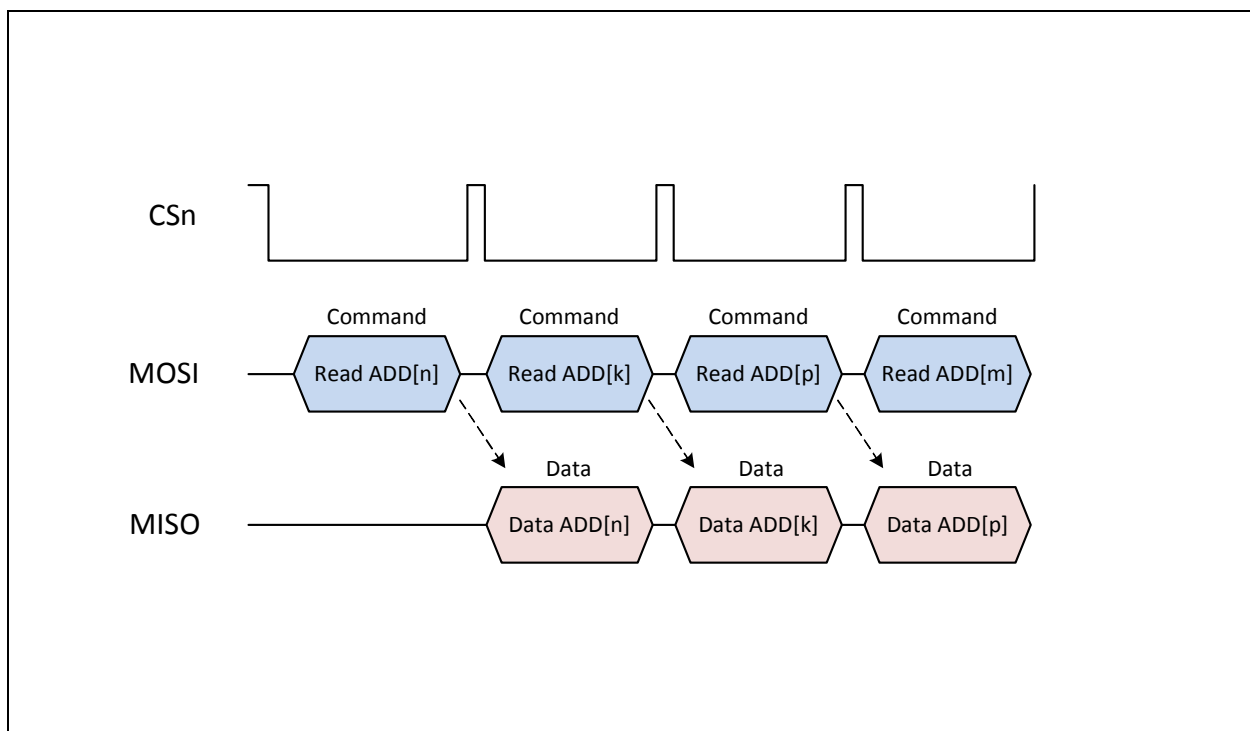 CSn
Command Command Command Command
MOSI Read ADD[n] Read ADD[k] Read ADD[p] Read ADD[m]
Data Data Data
MISO Data ADD[n] Data ADD[k] Data ADD[p]